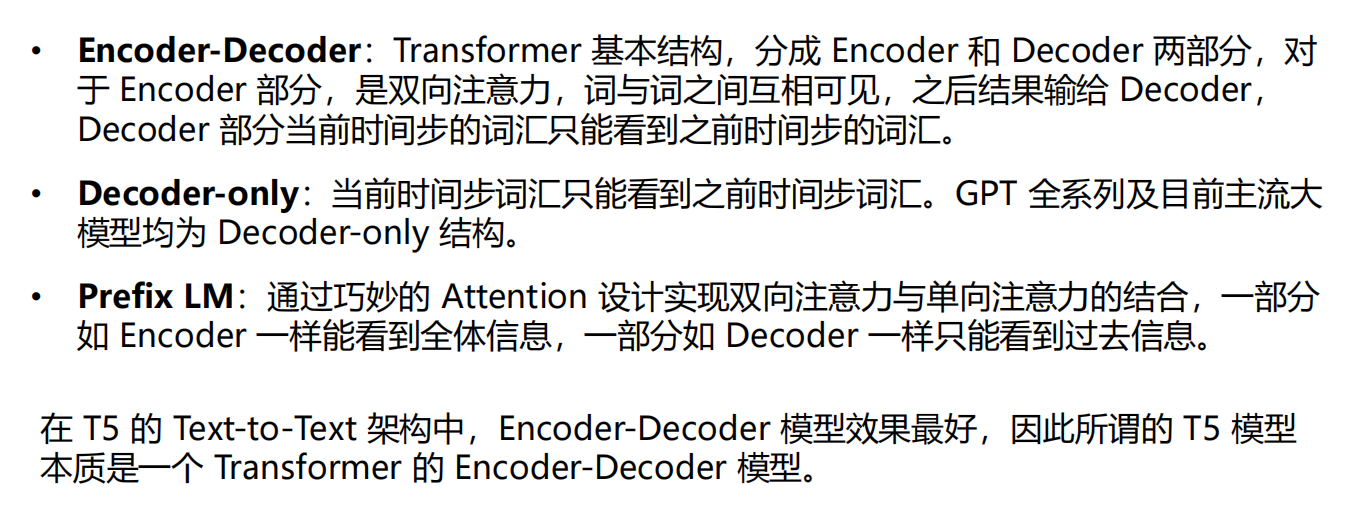 • Encoder-Decoder：Transformer 基本结构，分成 Encoder 和 Decoder 两部分，对
于 Encoder 部分，是双向注意力，词与词之间互相可见，之后结果输给 Decoder，
Decoder 部分当前时间步的词汇只能看到之前时间步的词汇。
• Decoder-only：当前时间步词汇只能看到之前时间步词汇。GPT 全系列及目前主流大
模型均为 Decoder-only 结构。
• Prefix LM：通过巧妙的 Attention 设计实现双向注意力与单向注意力的结合，一部分
如 Encoder 一样能看到全体信息，一部分如 Decoder 一样只能看到过去信息。
在 T5 的 Text-to-Text 架构中，Encoder-Decoder 模型效果最好，因此所谓的 T5 模型
本质是一个 Transformer 的 Encoder-Decoder 模型。